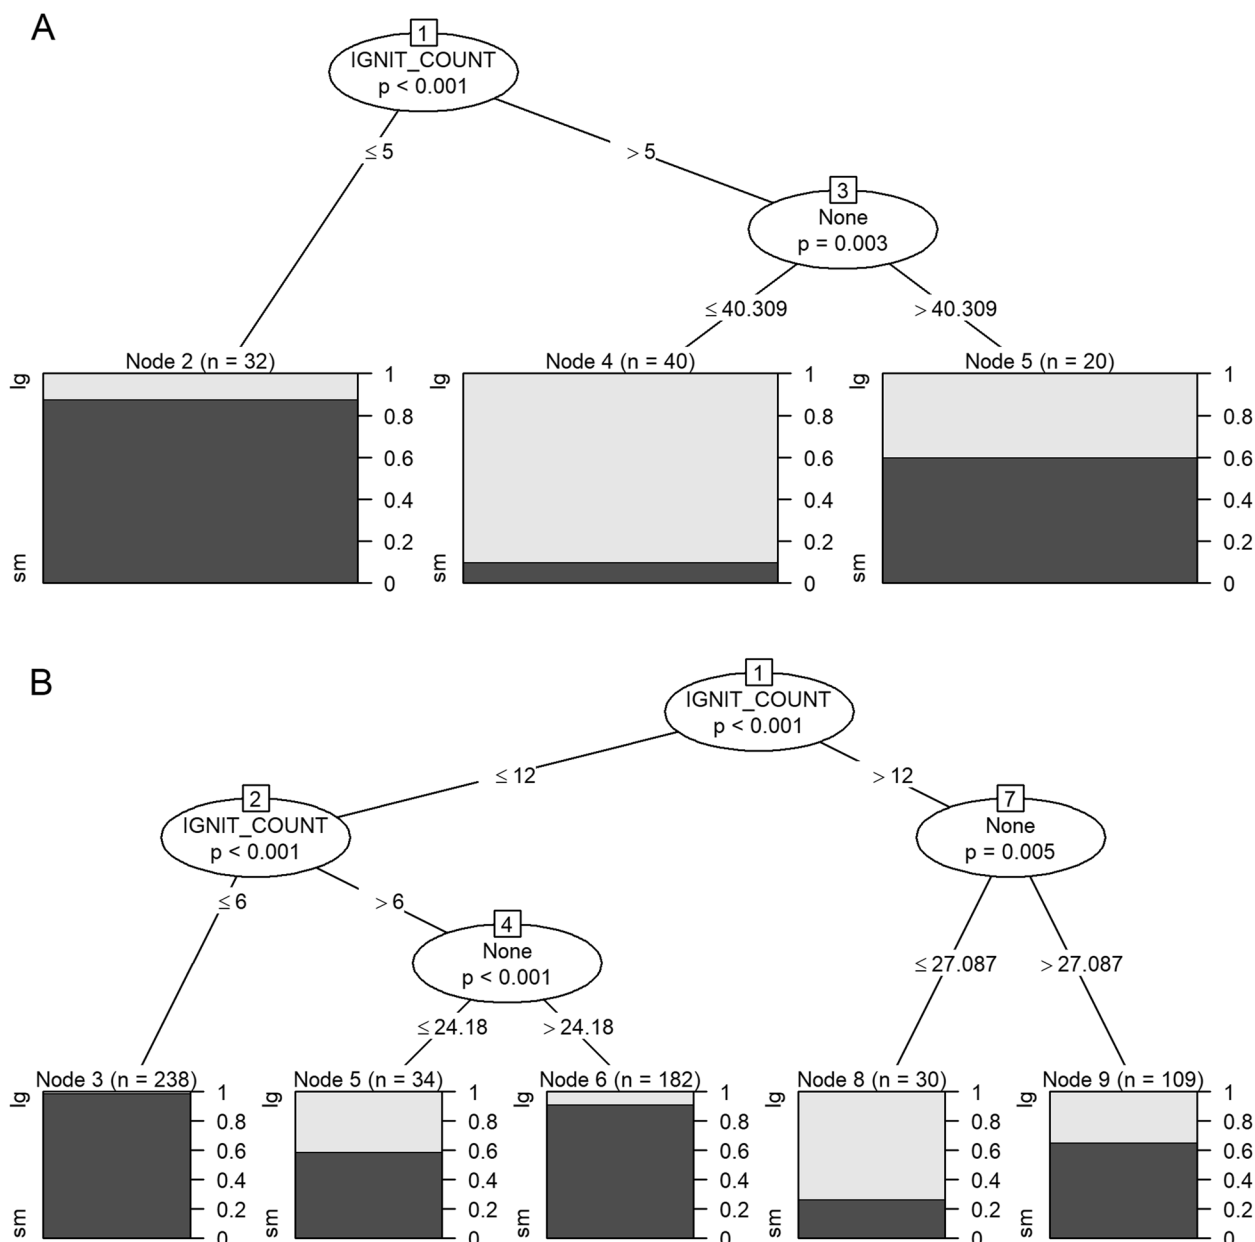 A
1
IGNIT_COUNT
p < 0.001
≤ 5
> 5
3
None
p = 0.003
≤ 40.309
> 40.309
Node 2 (n = 32)
lg
sm
1
0.8
0.6
0.4
0.2
0
Node 4 (n = 40)
lg
sm
1
0.8
0.6
0.4
0.2
0
Node 5 (n = 20)
lg
sm
1
0.8
0.6
0.4
0.2
0
B
1
IGNIT_COUNT
p < 0.001
≤ 12
> 12
2
IGNIT_COUNT
p < 0.001
7
None
p = 0.005
≤ 6
> 6
4
None
p < 0.001
≤ 27.087
> 27.087
≤ 24.18
> 24.18
Node 3 (n = 238)
lg
sm
1
0.8
0.6
0.4
0.2
0
Node 5 (n = 34)
lg
sm
1
0.8
0.6
0.4
0.2
0
Node 6 (n = 182)
lg
sm
1
0.8
0.6
0.4
0.2
0
Node 8 (n = 30)
lg
sm
1
0.8
0.6
0.4
0.2
0
Node 9 (n = 109)
lg
sm
1
0.8
0.6
0.4
0.2
0